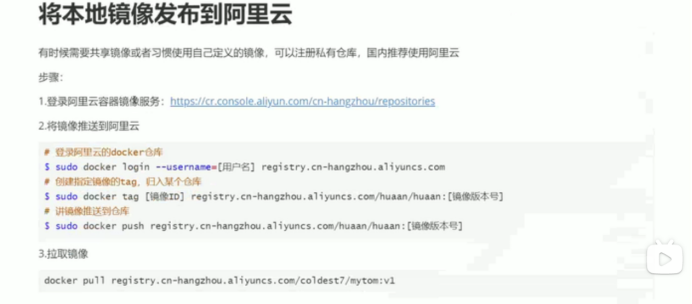 将本地镜像发布到阿里云
有时候需要共享镜像或者习惯使用自己定义的镜像，可以注册私有仓库，国内推荐使用阿里云
步骤：
1.登录阿里云容器镜像服务：https://cr.console.aliyun.com/cn-hangzhou/repositories
2.将镜像推送到阿里云
# 登录阿里云的docker仓库
$ sudo docker login --username=[用户名] registry.cn-hangzhou.aliyuncs.com
# 创建指定镜像的tag，归入某个仓库
$ sudo docker tag [镜像ID] registry.cn-hangzhou.aliyuncs.com/huaan/huaan:[镜像版本号]
# 讲镜像推送到仓库
$ sudo docker push registry.cn-hangzhou.aliyuncs.com/huaan/huaan:[镜像版本号]
3.拉取镜像
docker pull registry.cn-hangzhou.aliyuncs.com/coldest7/mytom:v1